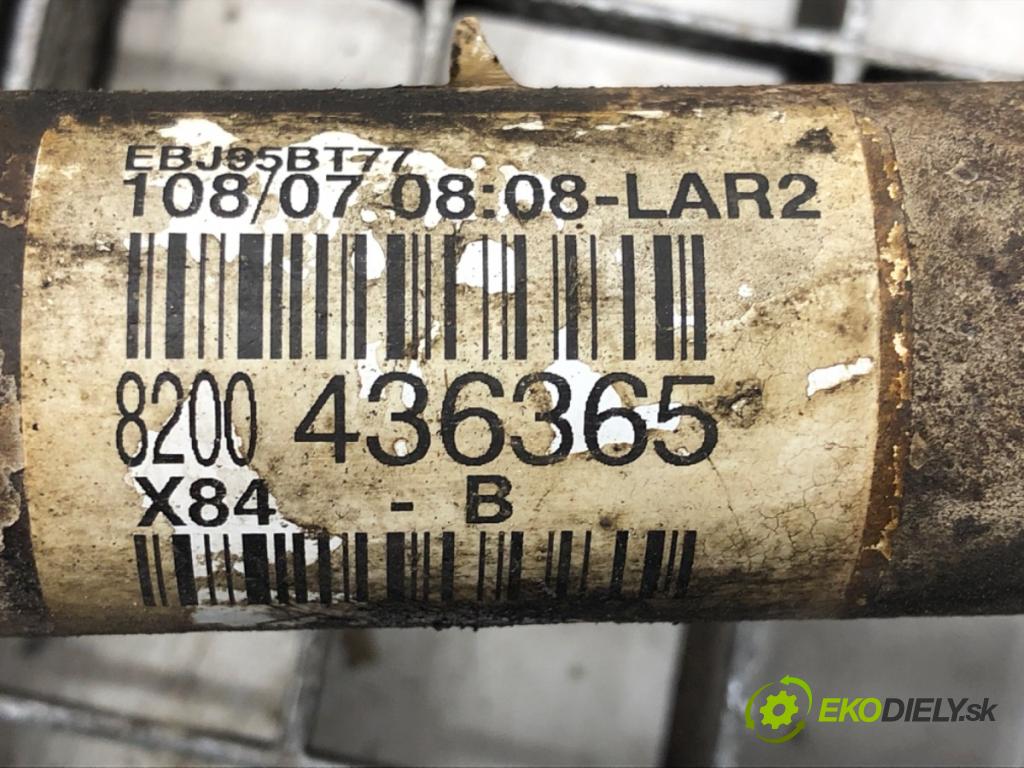 EBJ95BT77
108/07 08:08-LAR2
8200 436365
X84 - B
EKODIELY.sk